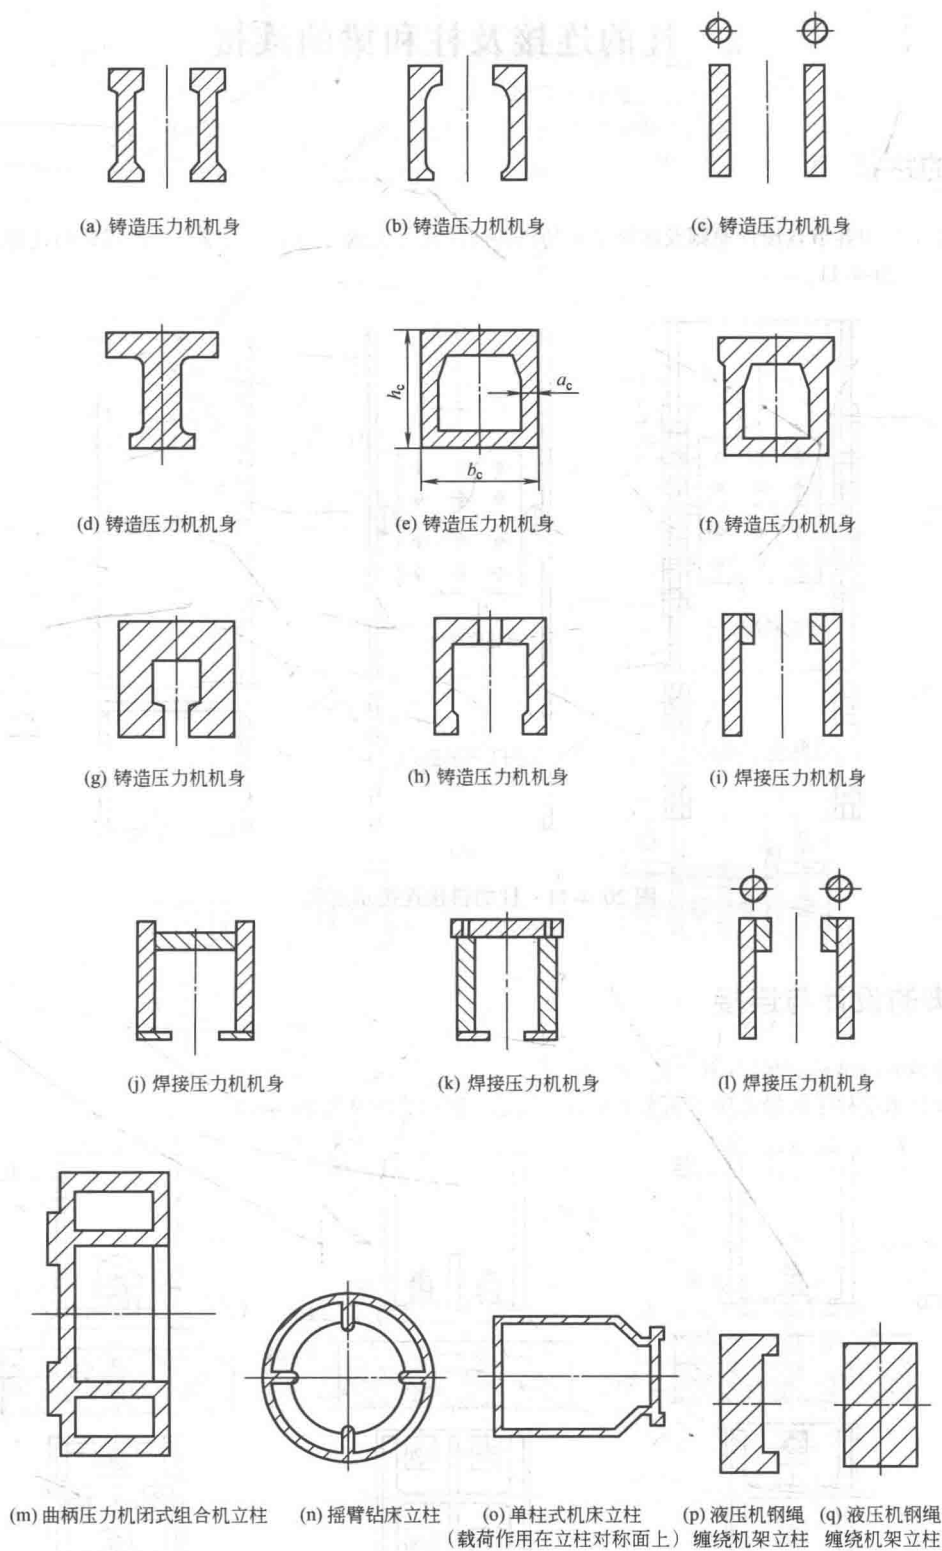 (a) 铸造压力机机身
(b) 铸造压力机机身
(c) 铸造压力机机身
(d) 铸造压力机机身
h_c
a_c
b_c
(e) 铸造压力机机身
(f) 铸造压力机机身
(g) 铸造压力机机身
(h) 铸造压力机机身
(i) 焊接压力机机身
(j) 焊接压力机机身
(k) 焊接压力机机身
(l) 焊接压力机机身
(m) 曲柄压力机闭式组合机立柱
(n) 摇臂钻床立柱
(o) 单柱式机床立柱
(载荷作用在立柱对称面上)
(p) 液压机钢绳
缠绕机架立柱
(q) 液压机钢绳
缠绕机架立柱